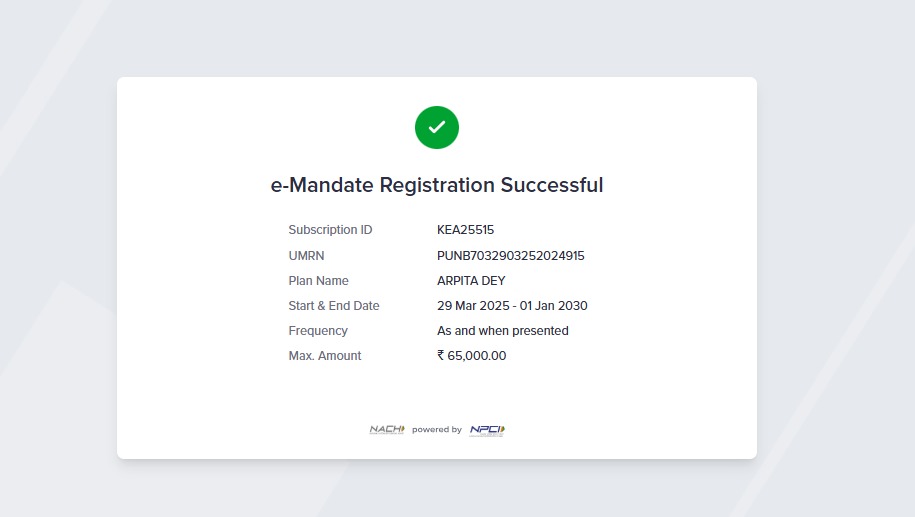 e-Mandate Registration Successful
Subscription ID KEA25515
UMRN PUNB7032903252024915
Plan Name ARPITA DEY
Start & End Date 29 Mar 2025 - 01 Jan 2030
Frequency As and when presented
Max. Amount ₹ 65,000.00
NACH powered by NPCI